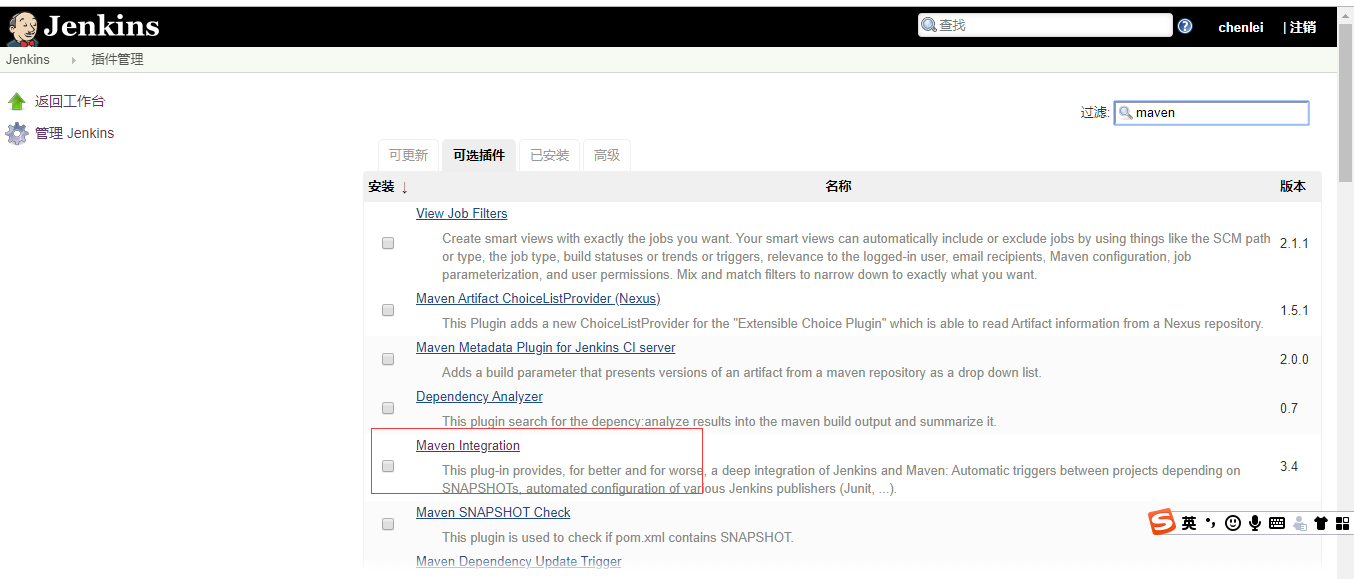 Jenkins
查找
chenlei
| 注销
Jenkins
插件管理
返回工作台
管理 Jenkins
过滤:
maven
可更新
可选插件
已安装
高级
安装 ↓
名称
版本
View Job Filters
Create smart views with exactly the jobs you want. Your smart views can automatically include or exclude jobs by using things like the SCM path
or type, the job type, build statuses or trends or triggers, relevance to the logged-in user, email recipients, Maven configuration, job
parameterization, and user permissions. Mix and match filters to narrow down to exactly what you want.
2.1.1
Maven Artifact ChoiceListProvider (Nexus)
This Plugin adds a new ChoiceListProvider for the "Extensible Choice Plugin" which is able to read Artifact information from a Nexus repository.
1.5.1
Maven Metadata Plugin for Jenkins CI server
Adds a build parameter that presents versions of an artifact from a maven repository as a drop down list.
2.0.0
Dependency Analyzer
This plugin search for the depency:analyze results into the maven build output and summarize it.
0.7
Maven Integration
This plug-in provides, for better and for worse, a deep integration of Jenkins and Maven: Automatic triggers between projects depending on
SNAPSHOTs, automated configuration of various Jenkins publishers (Junit, ...).
3.4
Maven SNAPSHOT Check
This plugin is used to check if pom.xml contains SNAPSHOT.
英
Maven Dependency Update Trigger